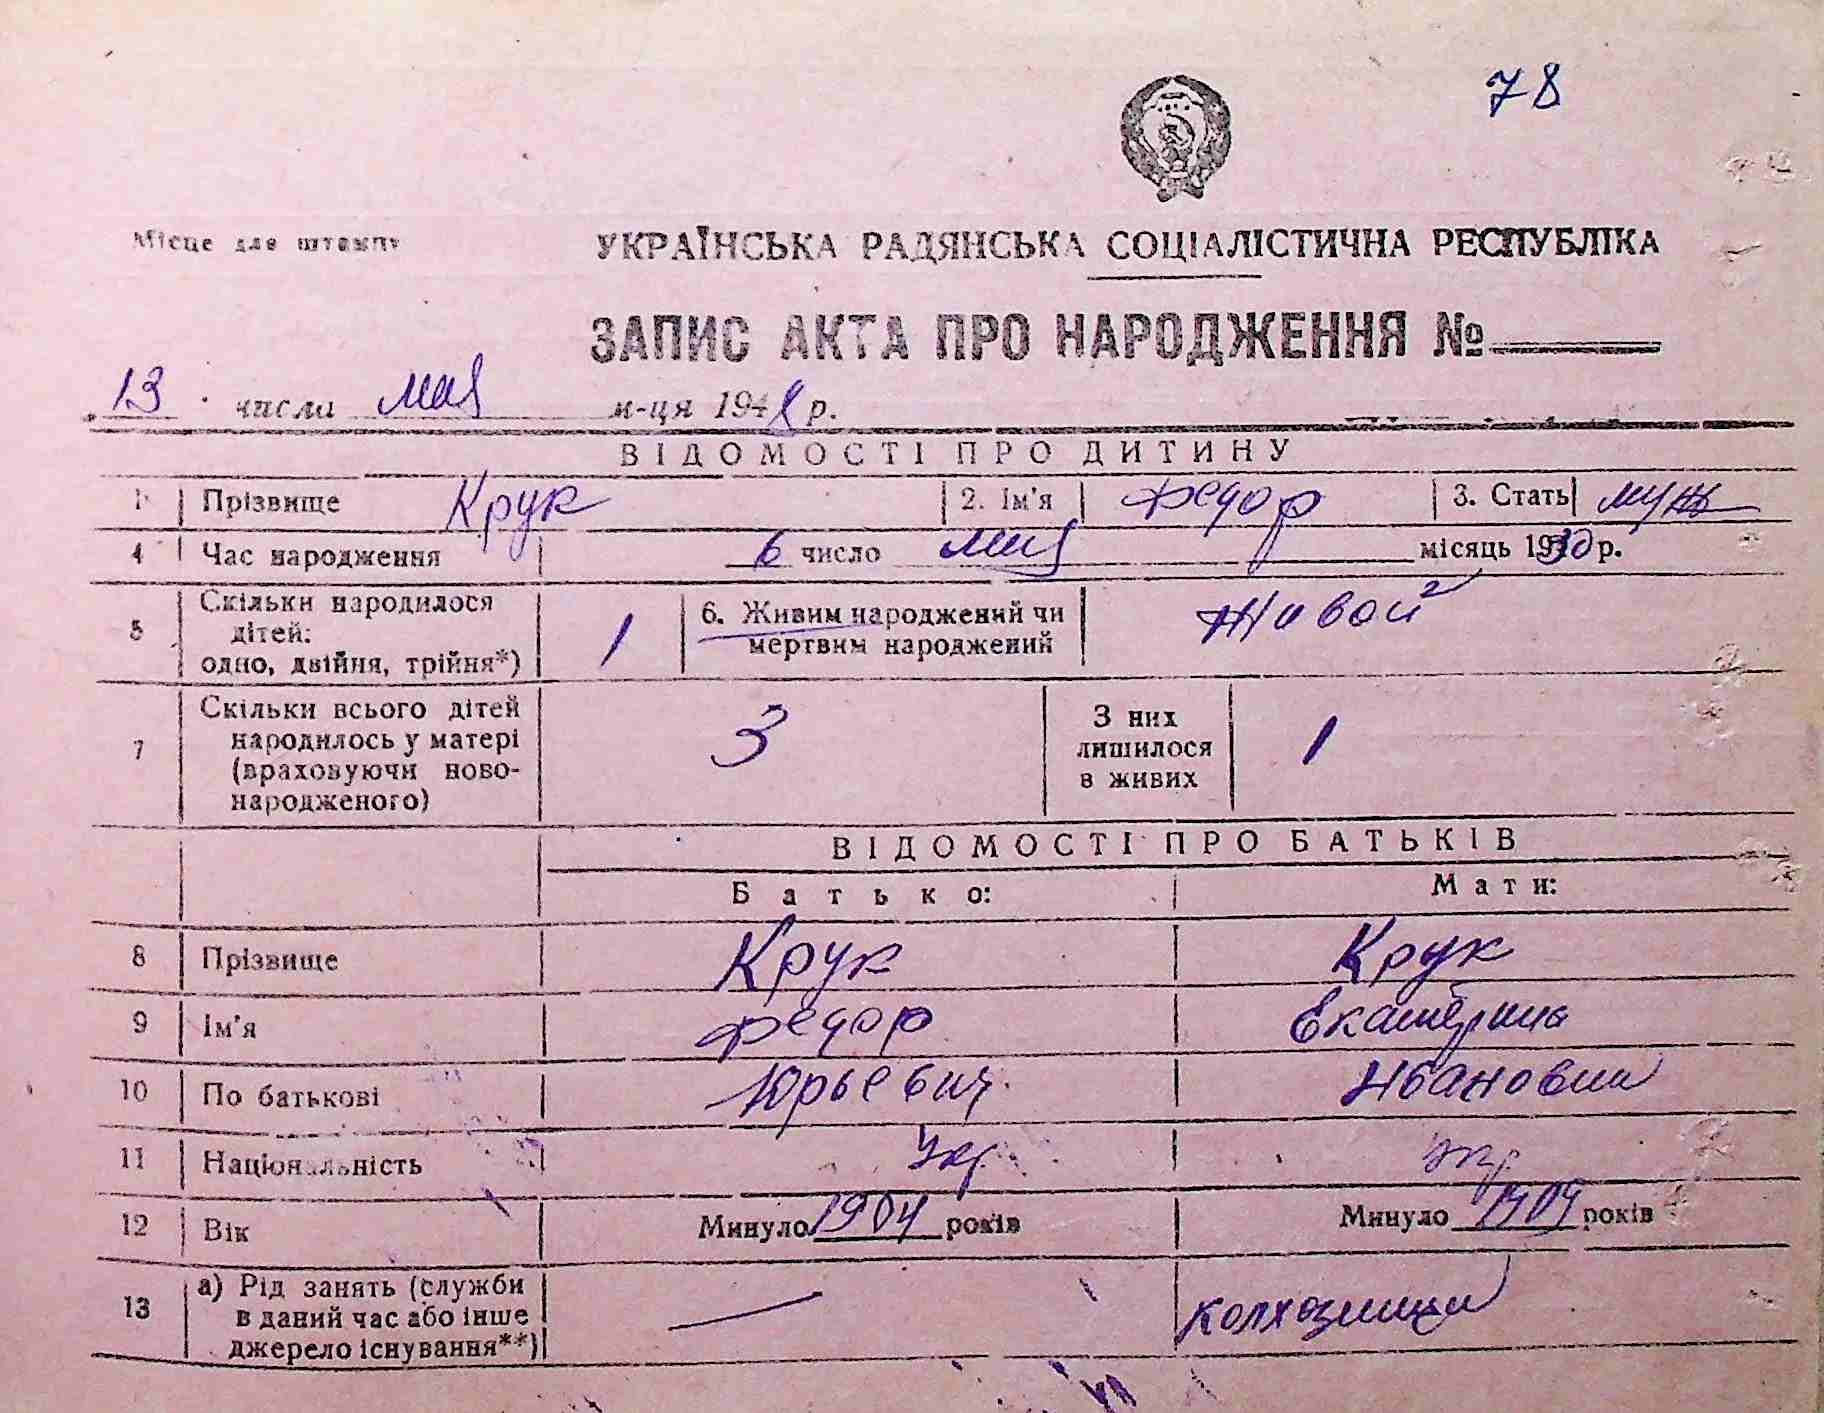 78
Місце для штампу
УКРАЇНСЬКА РАДЯНСЬКА СОЦІАЛІСТИЧНА РЕСПУБЛІКА
ЗАПИС АКТА ПРО НАРОДЖЕННЯ №
13 числа мая м-ця 194 р.
ВІДОМОСТІ ПРО ДИТИНУ
1 Прізвище Крук 2. Ім'я Федор 3. Стать муж
4 Час народження 6 число мая місяць 1930 р.
5 Скільки народилося дітей: одно, двійня, трійня*) 1 6. Живим народжений чи мертвим народжений Живой
7 Скільки всього дітей народилось у матері (враховуючи новонародженого) 3 З них лишилося в живих 1
ВІДОМОСТІ ПРО БАТЬКІВ
Батько: Мати:
8 Прізвище Крук Крук
9 Ім'я Федор Екатерина
10 По батькові Юрьевич Ивановна
11 Національність Укр. Укр
12 Вік Минуло 1904 років Минуло 1909 років
13 а) Рід занять (служби в даний час або інше джерело існування**) — колхозница